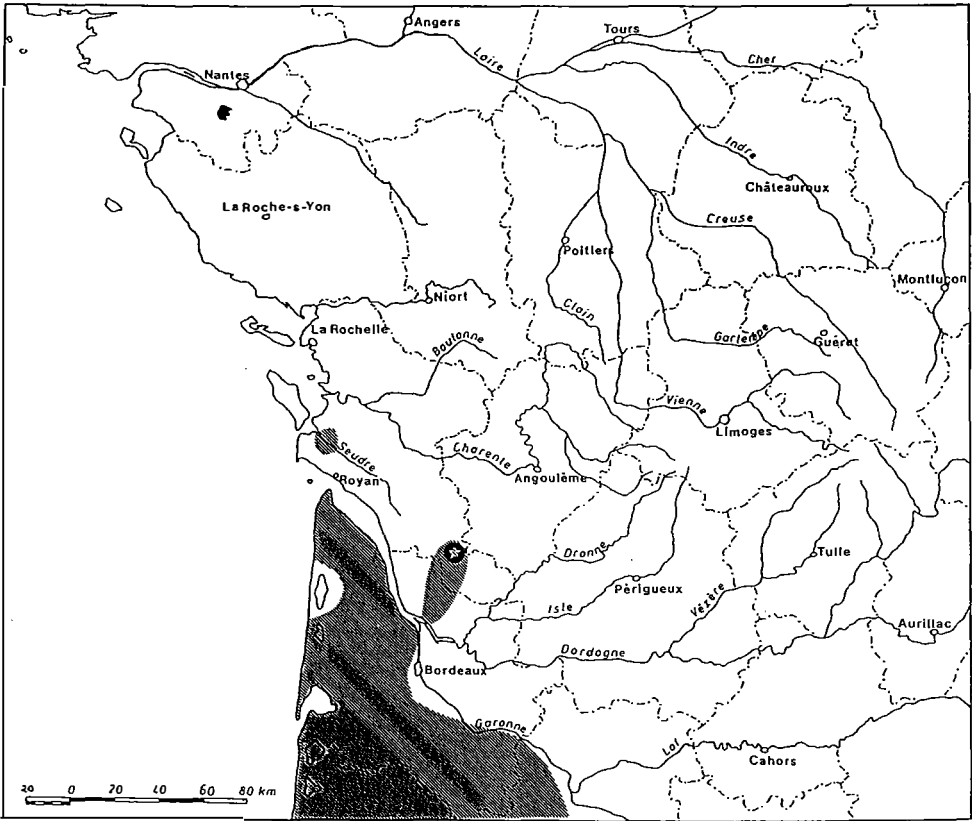 Angers
Tours
Loire
Cher
Nantes
Indre
Châteauroux
La Roche-s-Yon
Creuse
Poitiers
Montluçon
Niort
Clain
La Rochelle
Boutonne
Gartempe
Guéret
Vienne
Limoges
Seudre
Charente
Royan
Angoulême
Dronne
Tulle
Périgueux
Isle
Vézère
Aurillac
Dordogne
Bordeaux
Garonne
Lot
Cahors
20 0 20 40 60 80 km